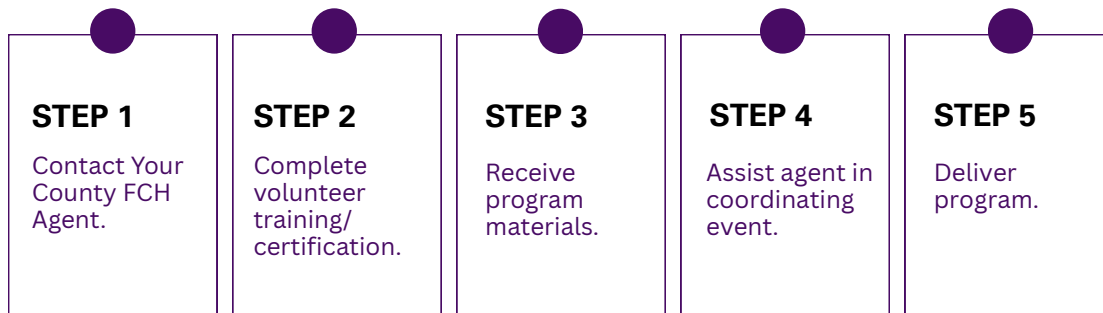 STEP 1
Contact Your
County FCH
Agent.
STEP 2
Complete
volunteer
training/
certification.
STEP 3
Receive
program
materials.
STEP 4
Assist agent in
coordinating
event.
STEP 5
Deliver
program.